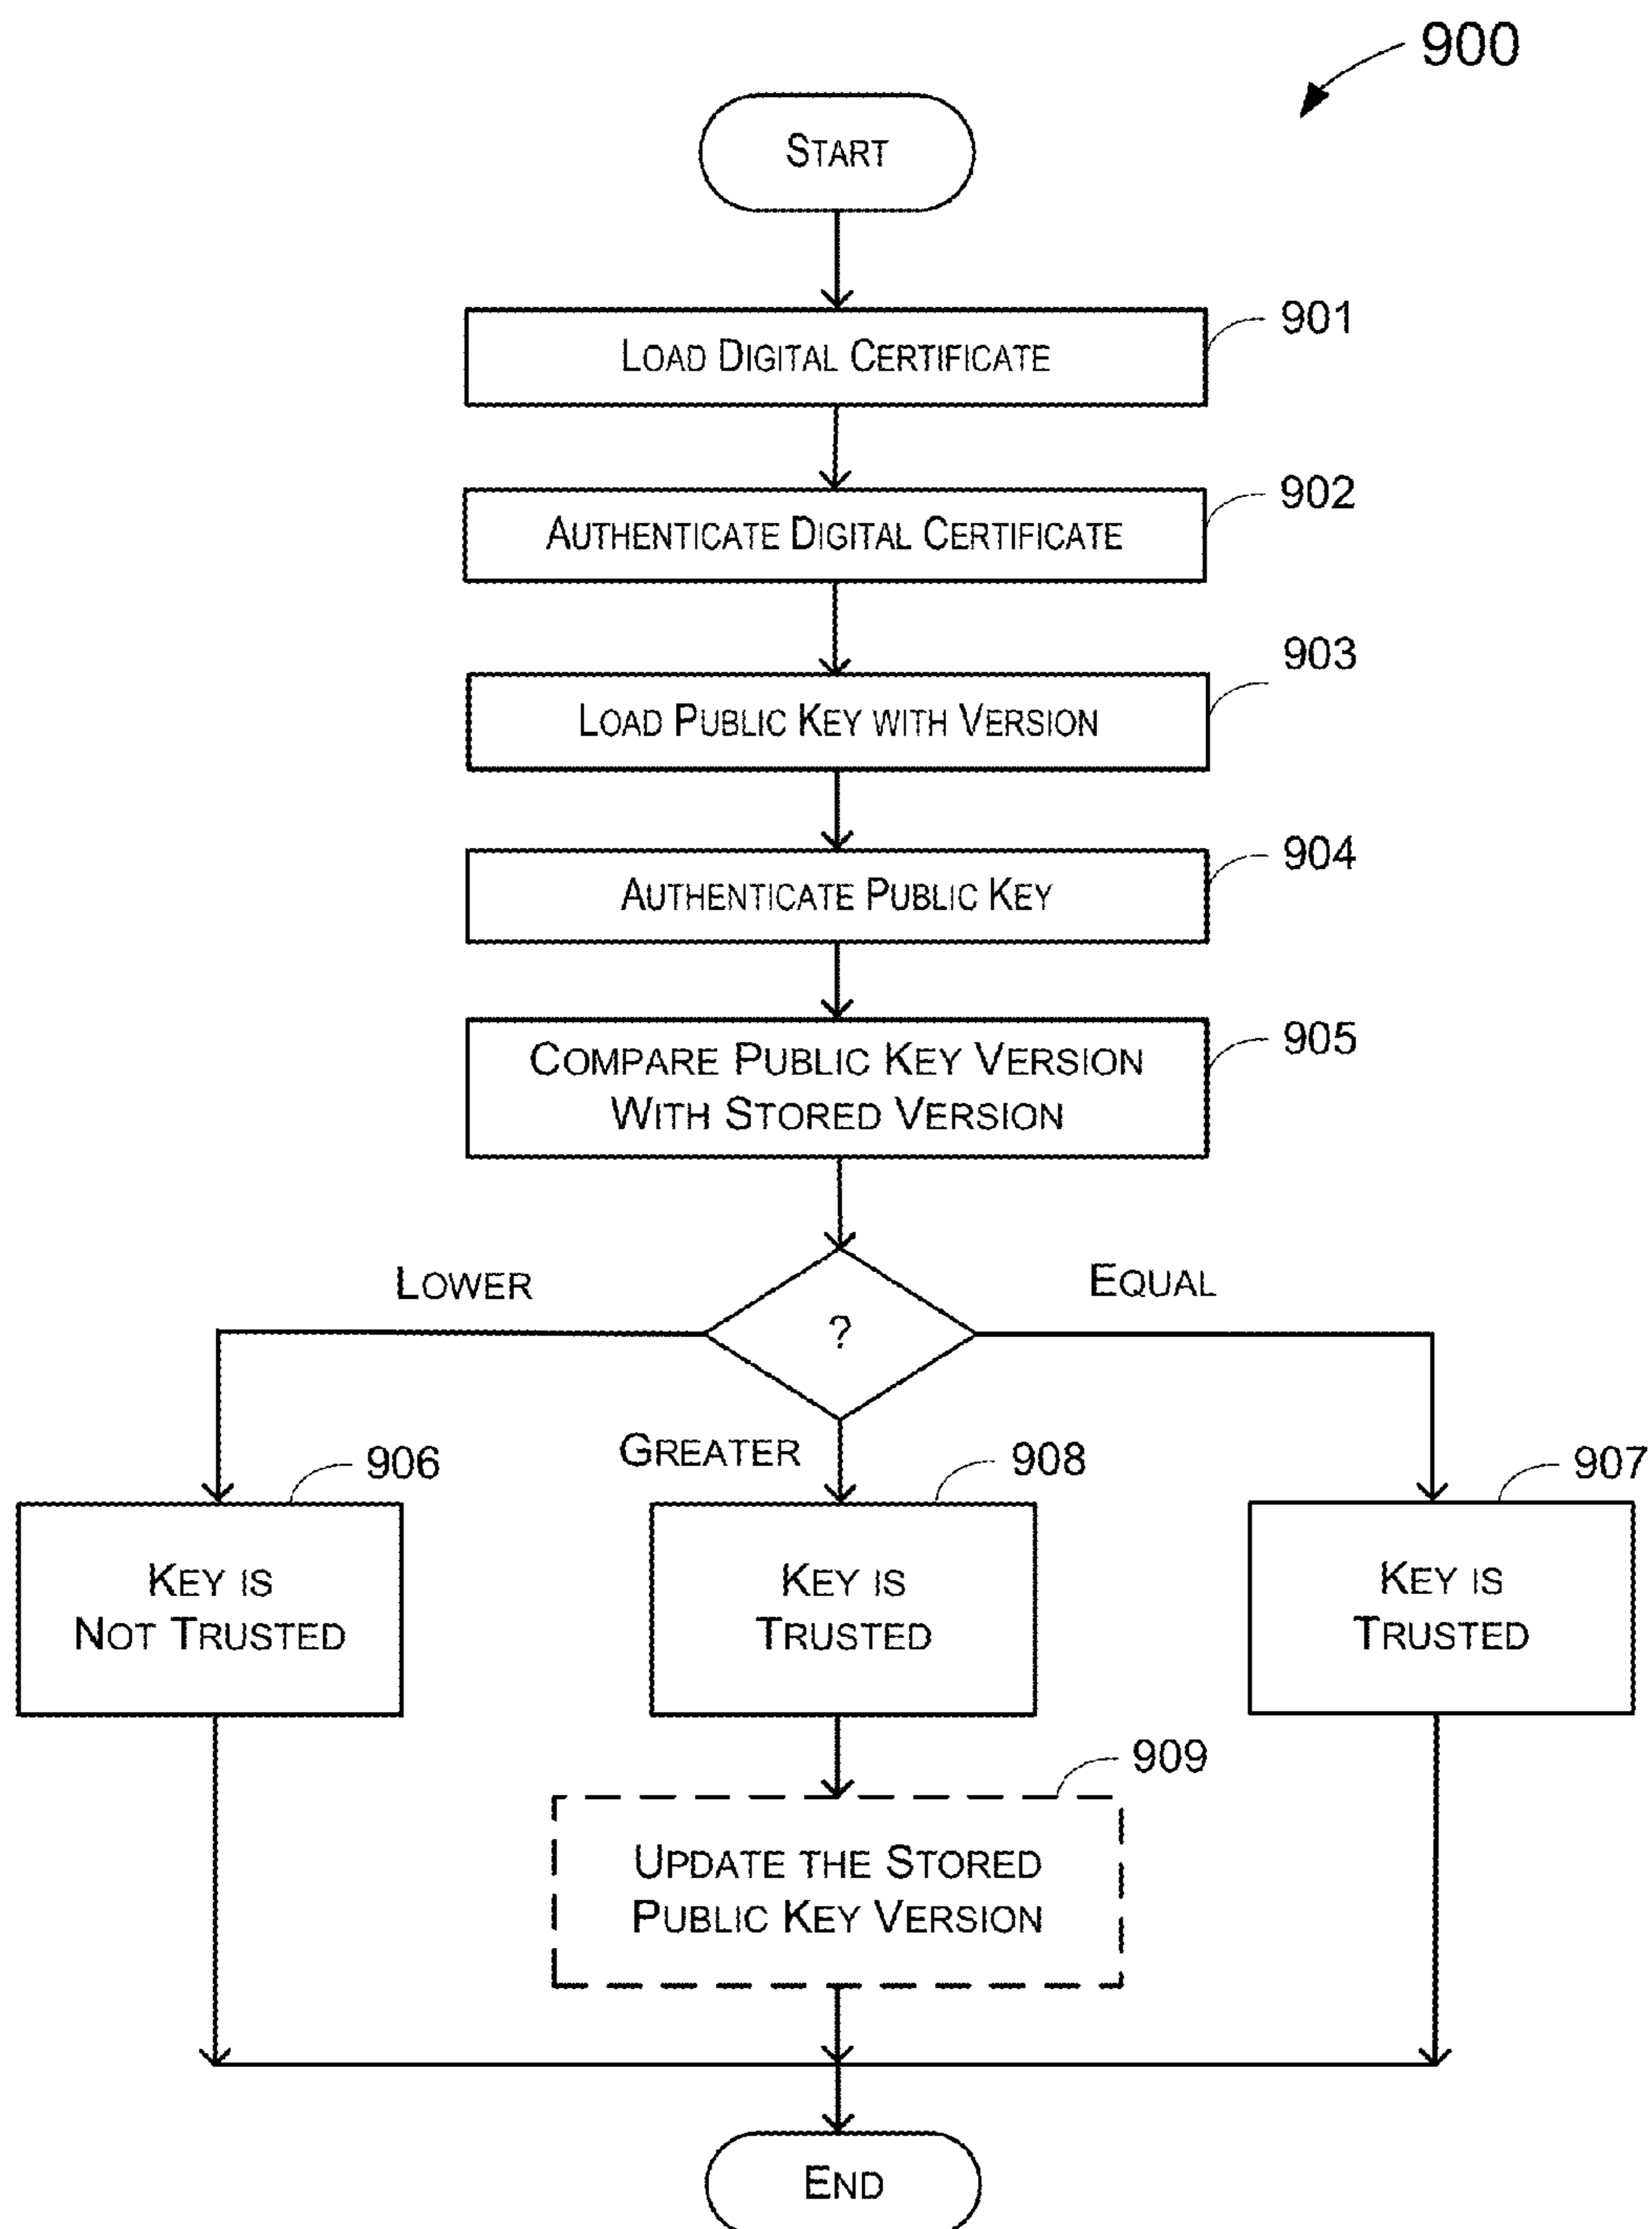 900
START
LOAD DIGITAL CERTIFICATE
901
AUTHENTICATE DIGITAL CERTIFICATE
902
LOAD PUBLIC KEY WITH VERSION
903
AUTHENTICATE PUBLIC KEY
904
COMPARE PUBLIC KEY VERSION
WITH STORED VERSION
905
LOWER
?
EQUAL
GREATER
906
908
907
KEY IS
NOT TRUSTED
KEY IS
TRUSTED
KEY IS
TRUSTED
909
UPDATE THE STORED
PUBLIC KEY VERSION
END